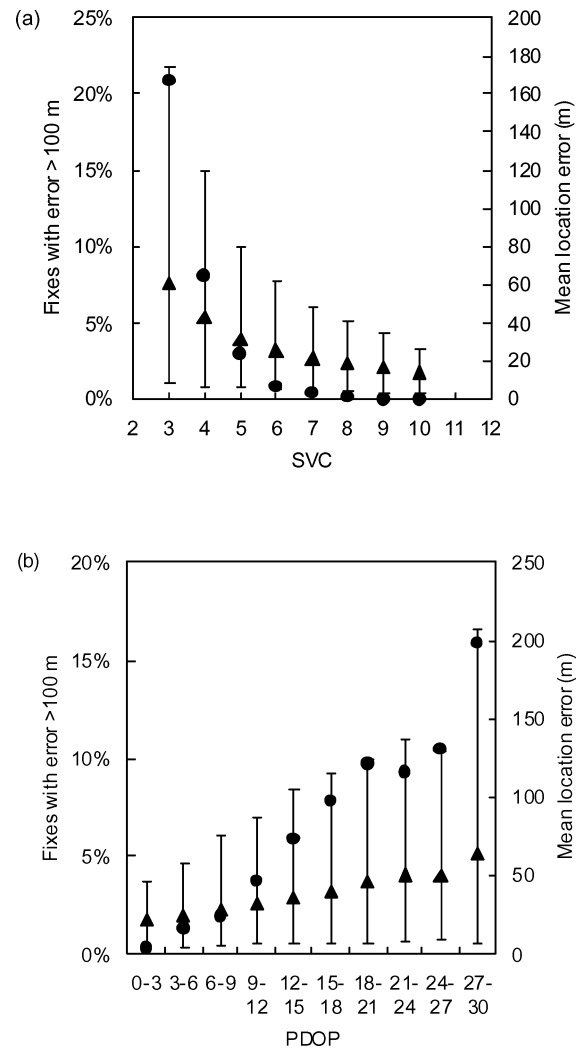 (a)
25%
20%
15%
10%
5%
0%
Fixes with error >100 m
200
180
160
140
120
100
80
60
40
20
0
Mean location error (m)
2 3 4 5 6 7 8 9 10 11 12
SVC
(b)
20%
15%
10%
5%
0%
Fixes with error >100 m
250
200
150
100
50
0
Mean location error (m)
0-3 3-6 6-9 9- 12- 15- 18- 21- 24- 27-
12 15 18 21 24 27 30
PDOP